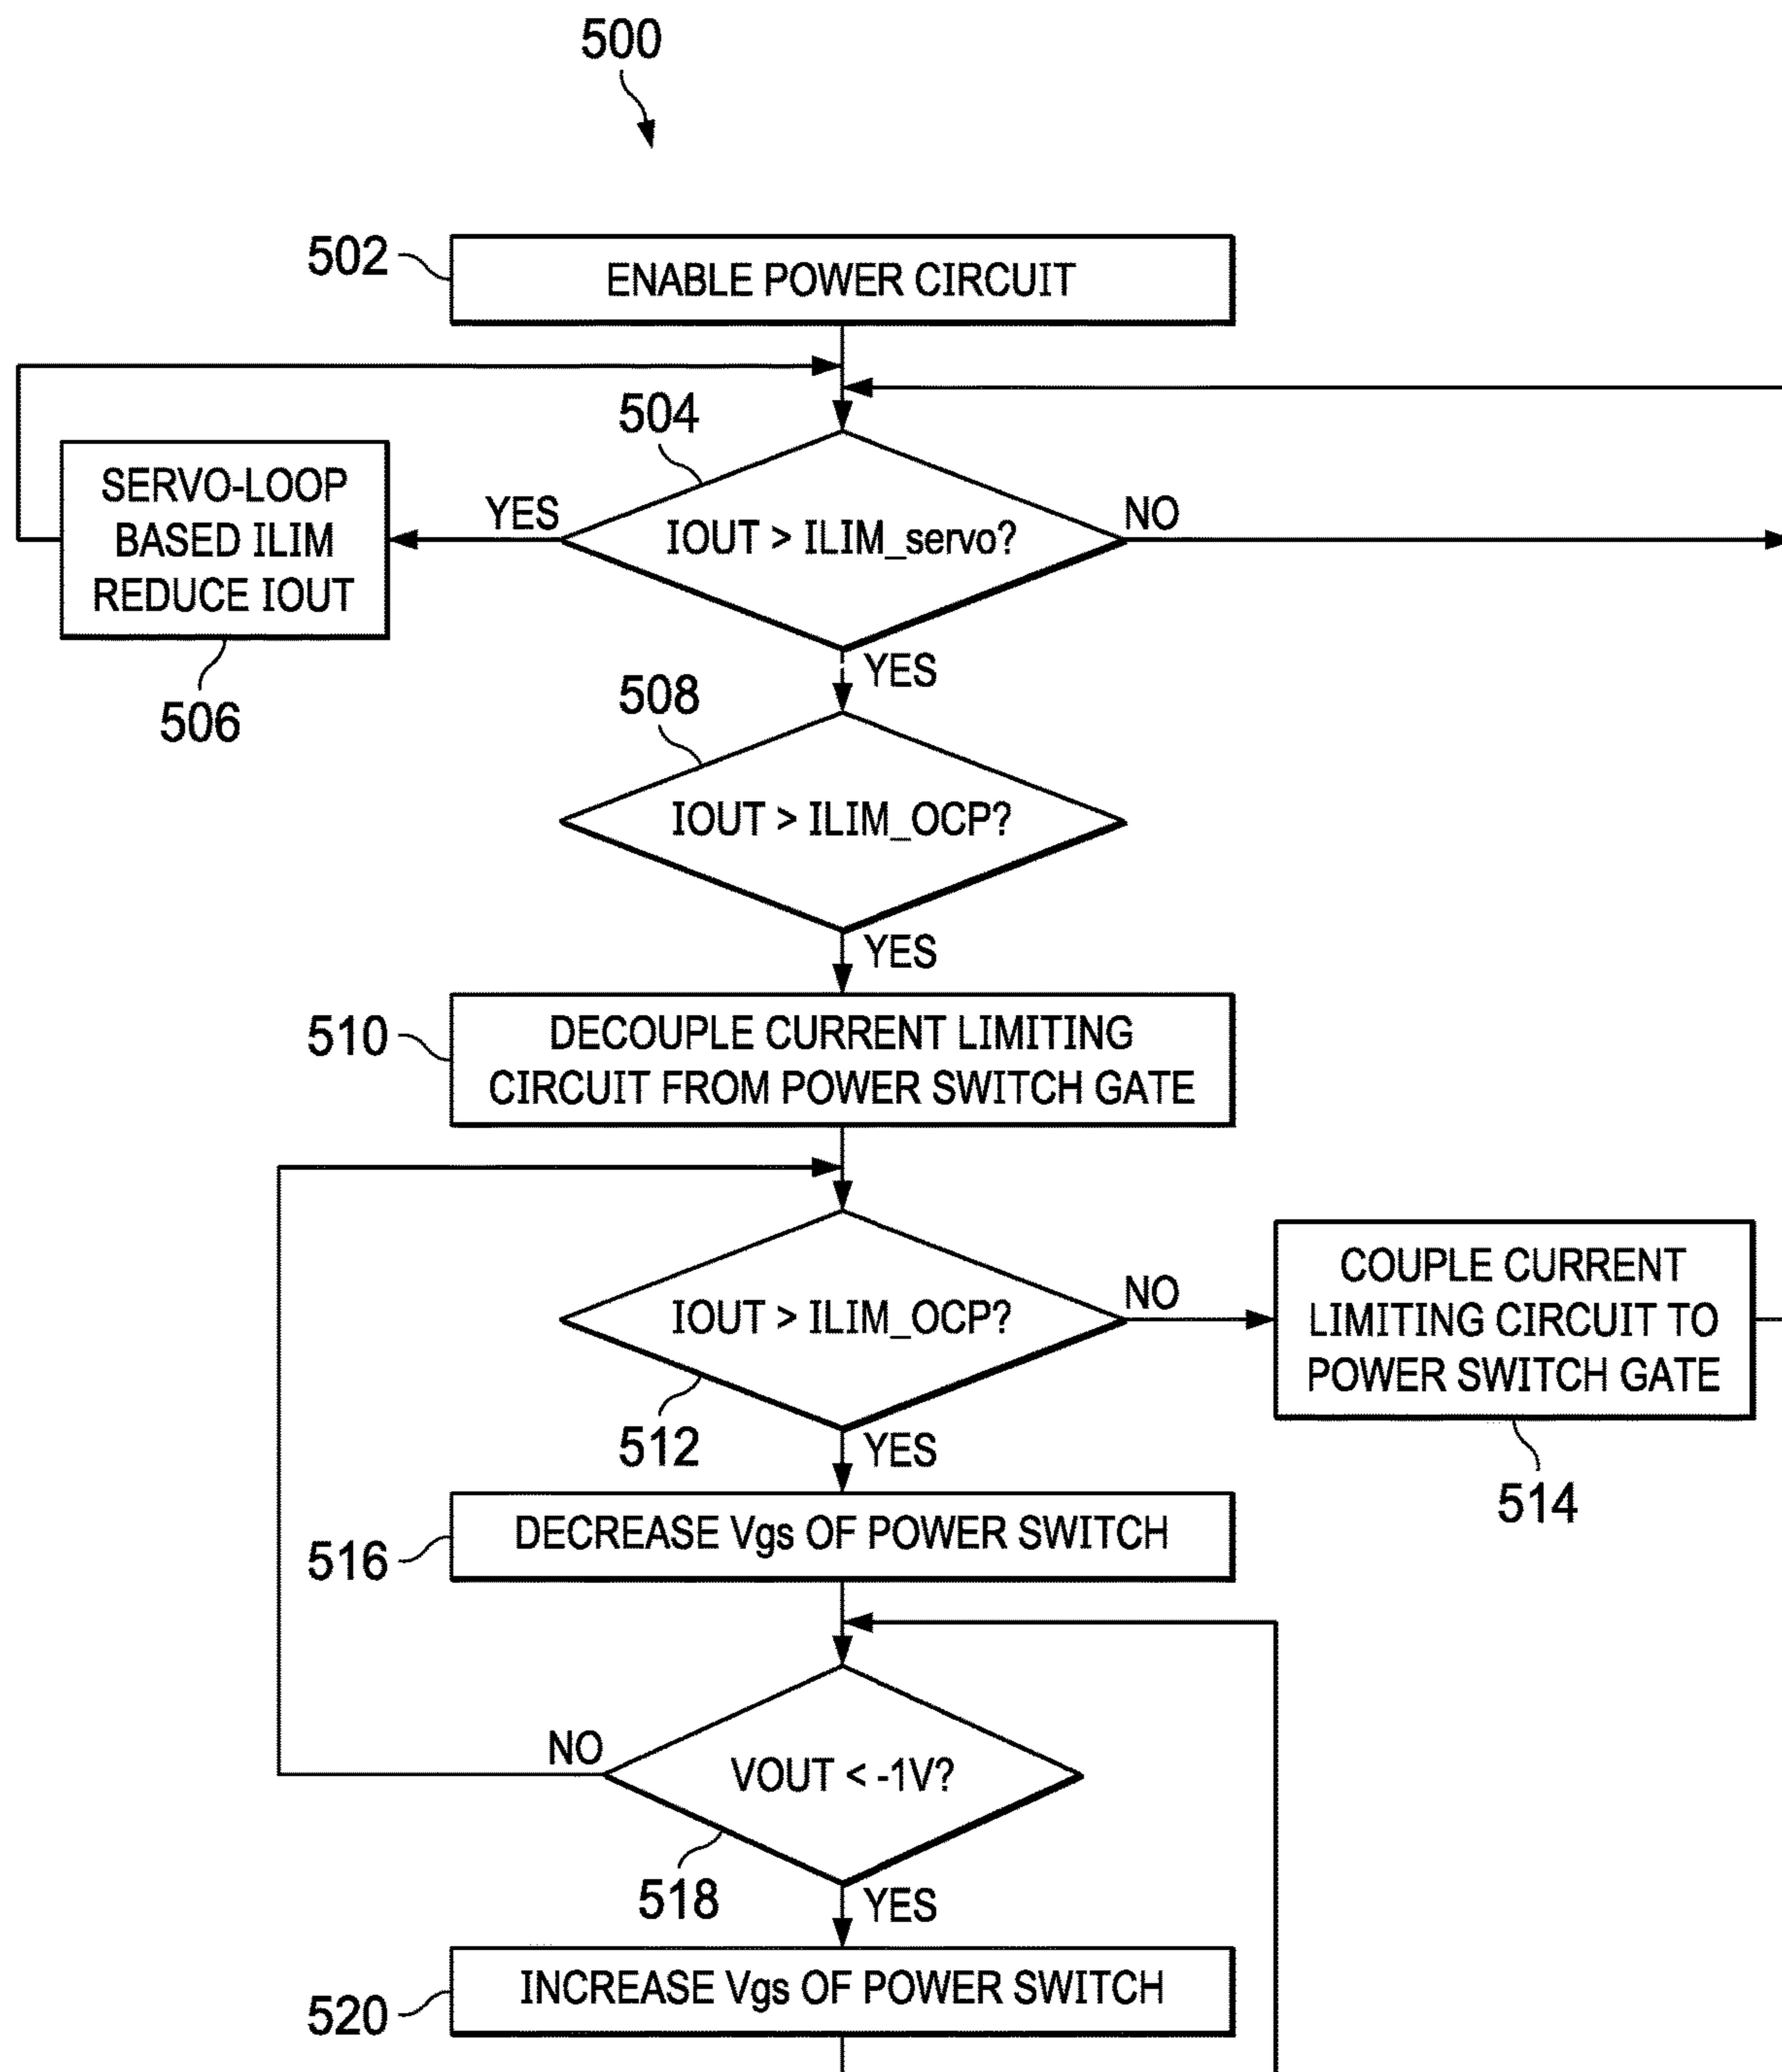 500
502
ENABLE POWER CIRCUIT
504
SERVO-LOOP
BASED ILIM
REDUCE IOUT
YES
IOUT > ILIM_servo?
NO
506
YES
508
IOUT > ILIM_OCP?
YES
510
DECOUPLE CURRENT LIMITING
CIRCUIT FROM POWER SWITCH GATE
IOUT > ILIM_OCP?
NO
COUPLE CURRENT
LIMITING CIRCUIT TO
POWER SWITCH GATE
512
YES
514
516
DECREASE Vgs OF POWER SWITCH
NO
VOUT < -1V?
518
YES
520
INCREASE Vgs OF POWER SWITCH